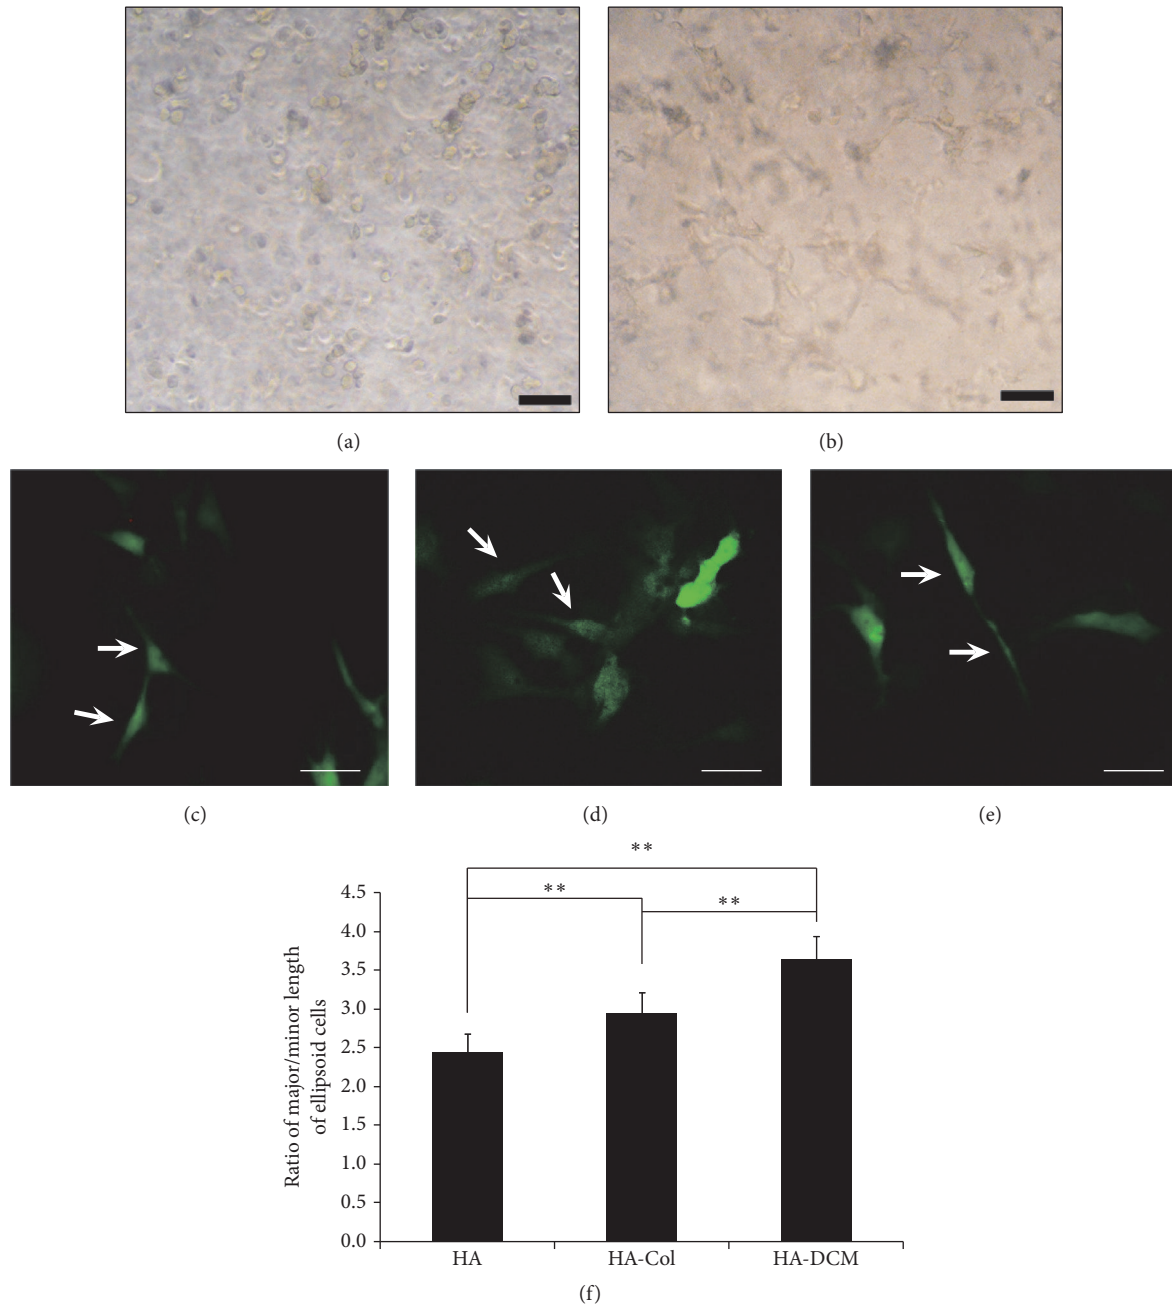 (a)
(b)
(c)
(d)
(e)
**
**
**
4.5
4.0
3.5
3.0
2.5
2.0
1.5
1.0
0.5
0.0
Ratio of major/minor length
of ellipsoid cells
HA
HA-Col
HA-DCM
(f)